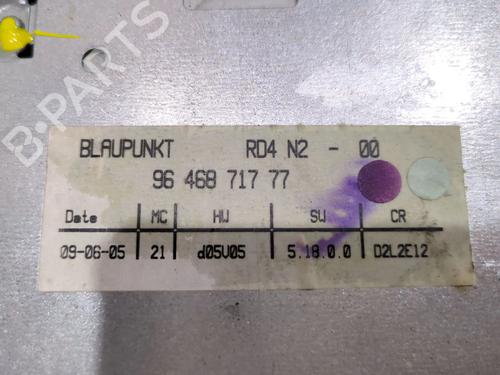 B-PARTS
BLAUPUNKT RD4 N2 - 00
96 468 717 77
Date MC HW SW CR
09-06-05 21 d05V05 5.18.0.0 D2L2E12